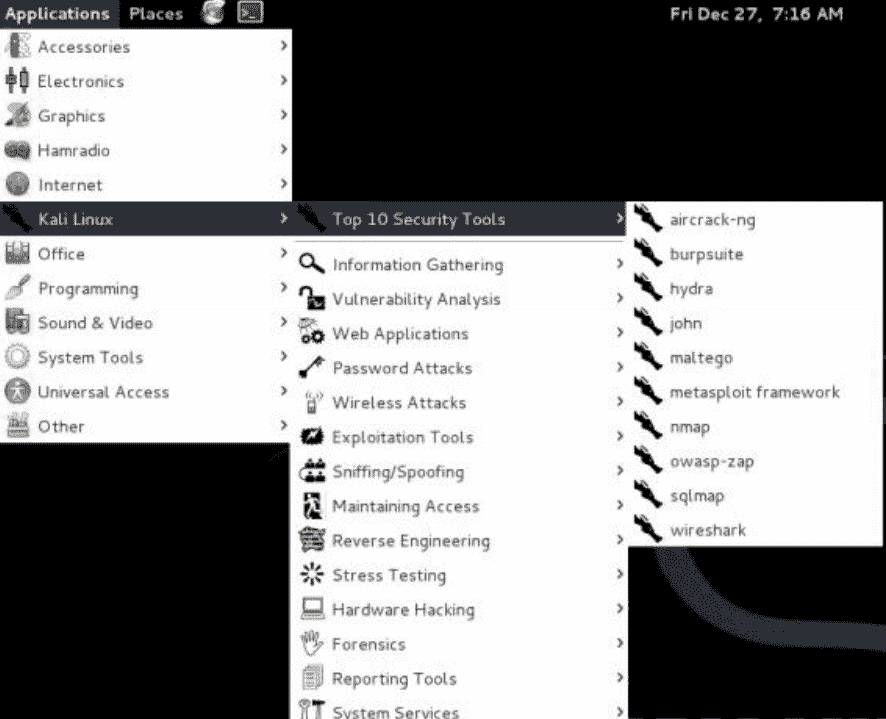 Applications Places Fri Dec 27, 7:16 AM
Accessories
Electronics
Graphics
Hamradio
Internet
Kali Linux
Office
Programming
Sound & Video
System Tools
Universal Access
Other
Top 10 Security Tools
Information Gathering
Vulnerability Analysis
Web Applications
Password Attacks
Wireless Attacks
Exploitation Tools
Sniffing/Spoofing
Maintaining Access
Reverse Engineering
Stress Testing
Hardware Hacking
Forensics
Reporting Tools
System Services
aircrack-ng
burpsuite
hydra
john
maltego
metasploit framework
nmap
owasp-zap
sqlmap
wireshark